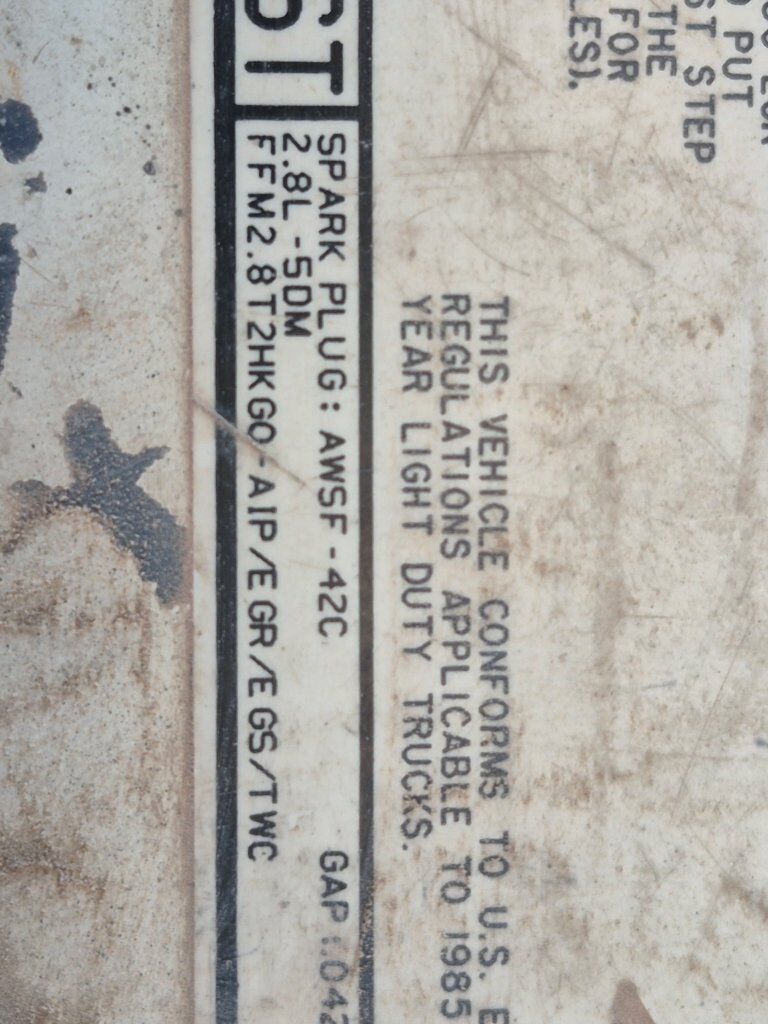 PUT
ST STEP
THE
FOR
LES).
THIS VEHICLE CONFORMS TO U.S. E
REGULATIONS APPLICABLE TO 1985
YEAR LIGHT DUTY TRUCKS.
ST
SPARK PLUG: AWSF-42C GAP:.042
2.8L-5DM
FFM2.8T2HKG0-AIP/EGR/EGS/TWC